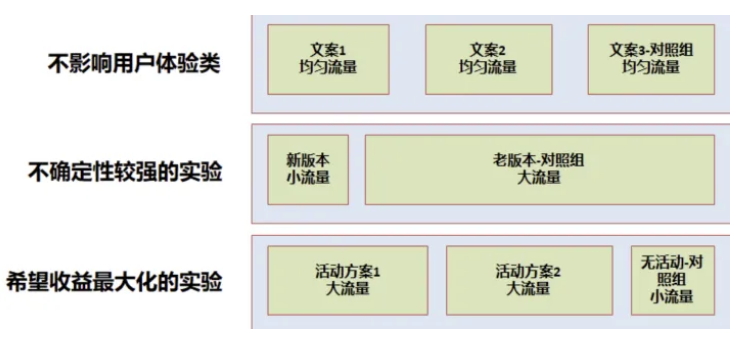 不影响用户体验类
文案1
均匀流量
文案2
均匀流量
文案3-对照组
均匀流量
不确定性较强的实验
新版本
小流量
老版本-对照组
大流量
希望收益最大化的实验
活动方案1
大流量
活动方案2
大流量
无活动-对
照组
小流量